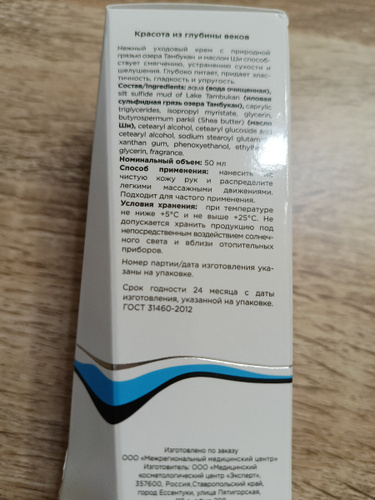 Красота из глубины веков
Нежный уходовый крем с природной
грязью озера Тамбукан и маслом Ши способ-
ствует смягчению, устранению сухости и
шелушения. Глубоко питает, придает элас-
тичность, гладкость и упругость.
Состав/Ingredients: aqua (вода очищенная),
silt sulfide mud of Lake Tambukan (иловая
сульфидная грязь озера Тамбукан), caprylic
triglycerides, isopropyl myristate, glycerin,
butyrospermum parkii (Shea butter) (масло
Ши), cetearyl alcohol, cetearyl glucoside and
cetearyl alcohol, sodium stearoyl glutamate,
xanthan gum, phenoxyethanol,
glycerin, fragrance.
Номинальный объем: 50 мл
Способ применения: нанесите на
чистую кожу рук и распределите
легкими массажными движениями.
Подходит для частого применения.
Условия хранения: при температуре
не ниже +5°С и не выше +25°С. Не
допускается хранить продукцию под
непосредственным воздействием солнеч-
ного света и вблизи отопительных
приборов.
Номер партии/дата изготовления ука-
заны на упаковке.
Срок годности 24 месяца с даты
изготовления, указанной на упаковке.
ГОСТ 31460-2012
Изготовлено по заказу
ООО «Межрегиональный медицинский центр»
Изготовитель: ООО «Медицинский
косметологический центр «Эксперт»,
357600, Россия, Ставропольский край,
город Ессентуки, улица Пятигорская,